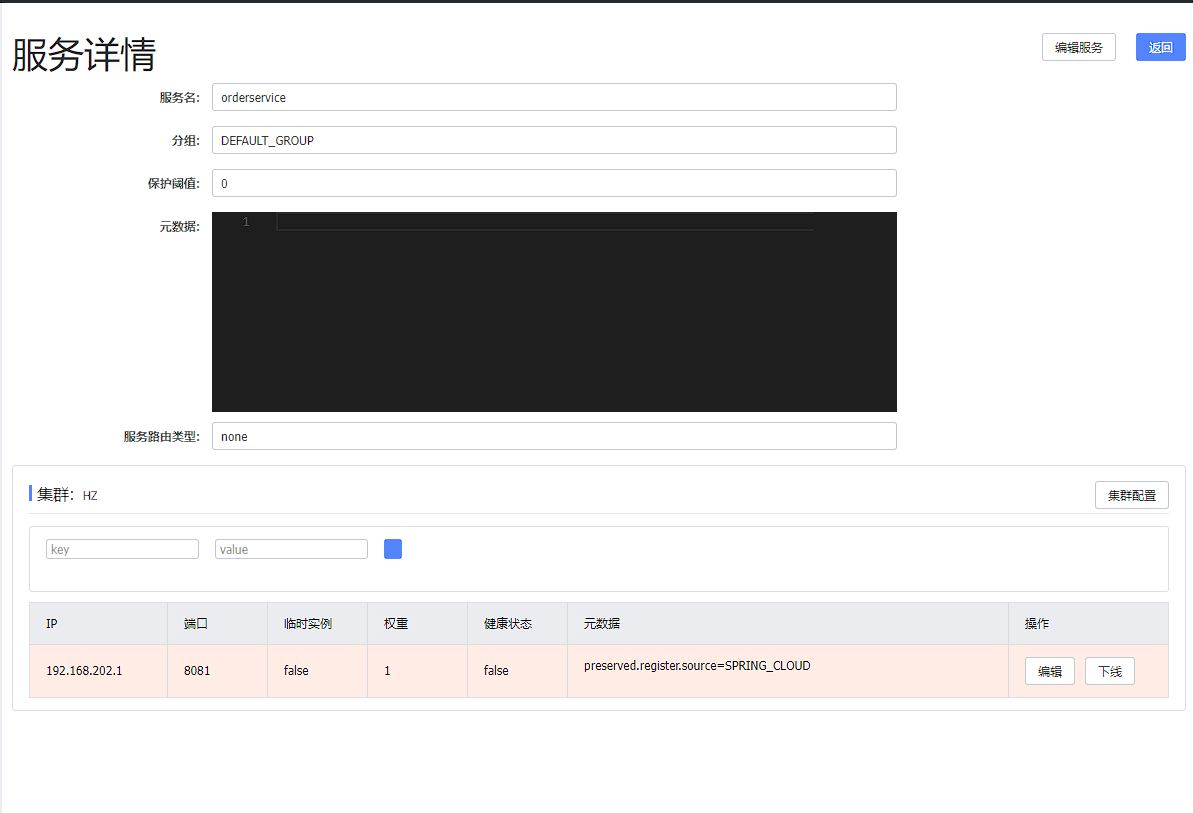 服务详情
编辑服务 返回
服务名: orderservice
分组: DEFAULT_GROUP
保护阈值: 0
元数据: 1
服务路由类型: none
集群: HZ 集群配置
key value
IP 端口 临时实例 权重 健康状态 元数据 操作
192.168.202.1 8081 false 1 false preserved.register.source=SPRING_CLOUD 编辑 下线